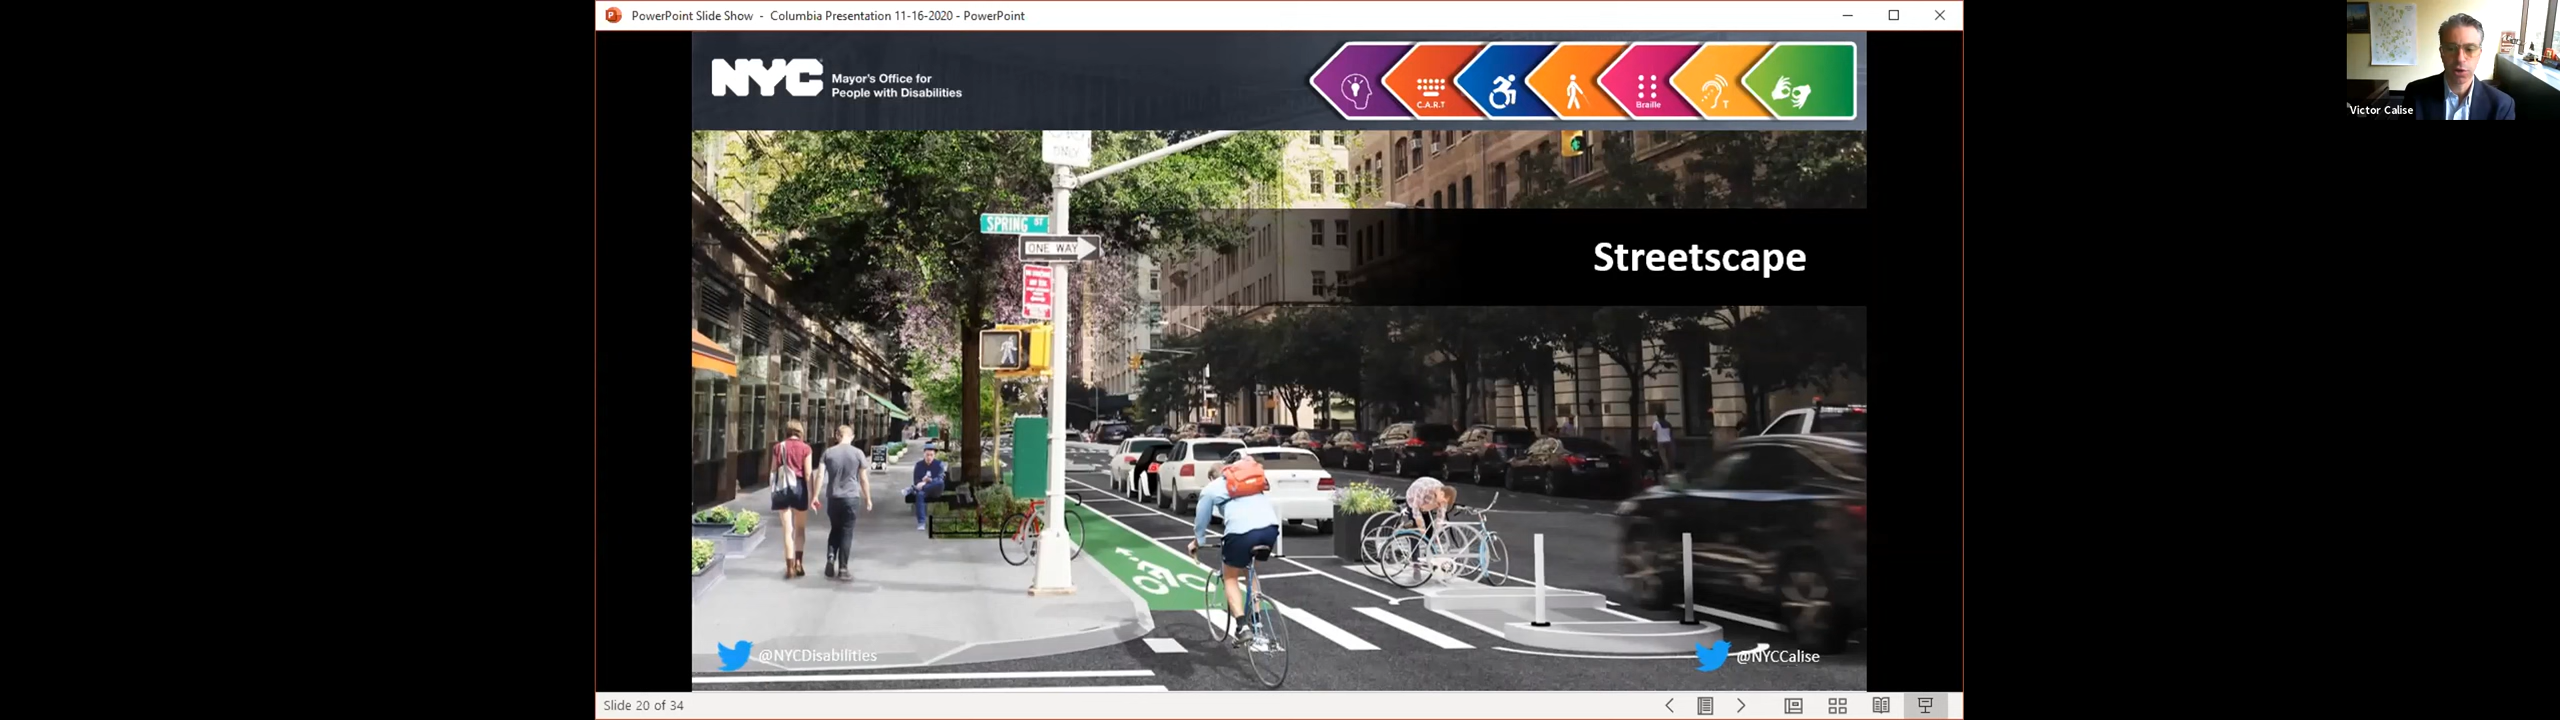 PowerPoint Slide Show - Columbia Presentation 11-16-2020 - PowerPoint
Victor Calise
NYC
Mayor's Office for
People with Disabilities
C.A.R.T
Braille
T
ONLY
SPRING ST
ONE WAY
Streetscape
@NYCDisabilities
@NYCCalise
Slide 20 of 34